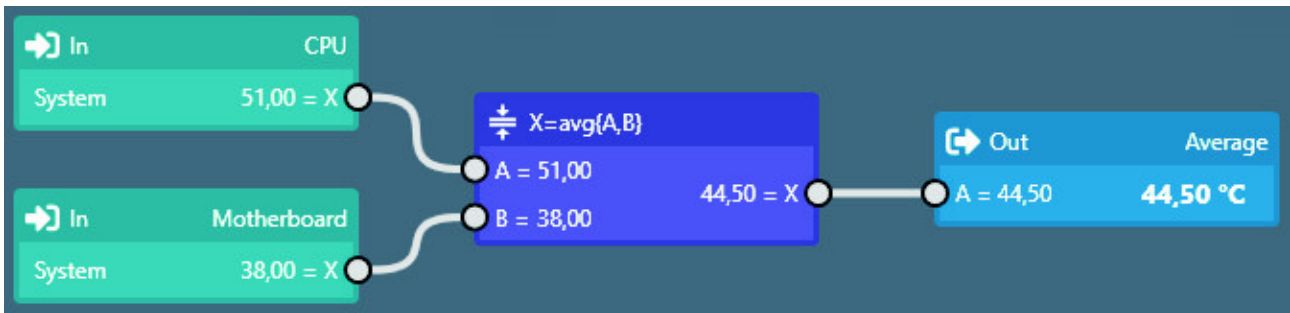 In CPU
System 51,00 = X
In Motherboard
System 38,00 = X
X=avg{A,B}
A = 51,00
44,50 = X
B = 38,00
Out Average
A = 44,50 44,50 °C